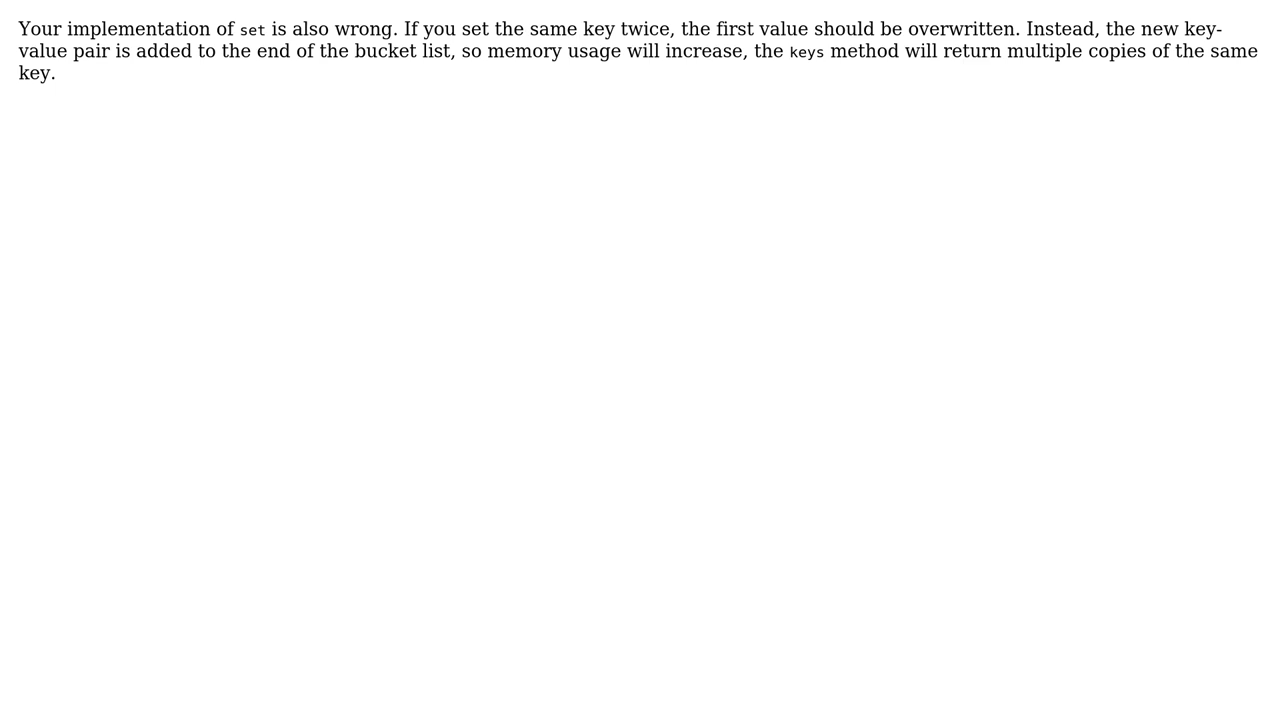 Your implementation of set is also wrong. If you set the same key twice, the first value should be overwritten. Instead, the new key-
value pair is added to the end of the bucket list, so memory usage will increase, the keys method will return multiple copies of the same
key.